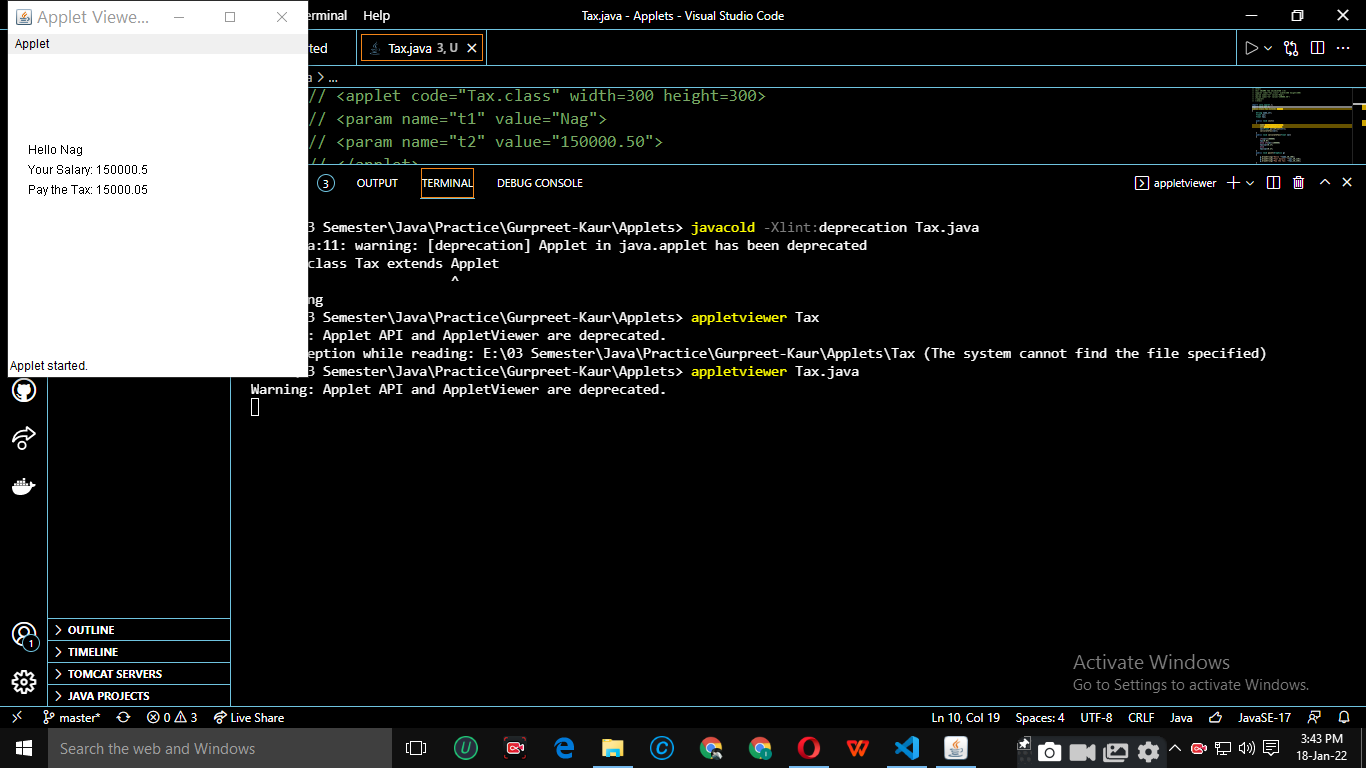 Applet Viewe...
Applet
Hello Nag
Your Salary: 150000.5
Pay the Tax: 15000.05
Applet started.
erminal Help
Tax.java - Applets - Visual Studio Code
ted
Tax.java 3, U
a > ...
// <applet code="Tax.class" width=300 height=300>
// <param name="t1" value="Nag">
// <param name="t2" value="150000.50">
// </applet>
3 OUTPUT TERMINAL DEBUG CONSOLE
appletviewer
3 Semester\Java\Practice\Gurpreet-Kaur\Applets> javacold -Xlint:deprecation Tax.java
a:11: warning: [deprecation] Applet in java.applet has been deprecated
class Tax extends Applet
^
ng
3 Semester\Java\Practice\Gurpreet-Kaur\Applets> appletviewer Tax
: Applet API and AppletViewer are deprecated.
eption while reading: E:\03 Semester\Java\Practice\Gurpreet-Kaur\Applets\Tax (The system cannot find the file specified)
3 Semester\Java\Practice\Gurpreet-Kaur\Applets> appletviewer Tax.java
Warning: Applet API and AppletViewer are deprecated.
1
OUTLINE
TIMELINE
TOMCAT SERVERS
JAVA PROJECTS
Activate Windows
Go to Settings to activate Windows.
master* 0 3 Live Share
Ln 10, Col 19 Spaces: 4 UTF-8 CRLF Java JavaSE-17
Search the web and Windows
3:43 PM
18-Jan-22